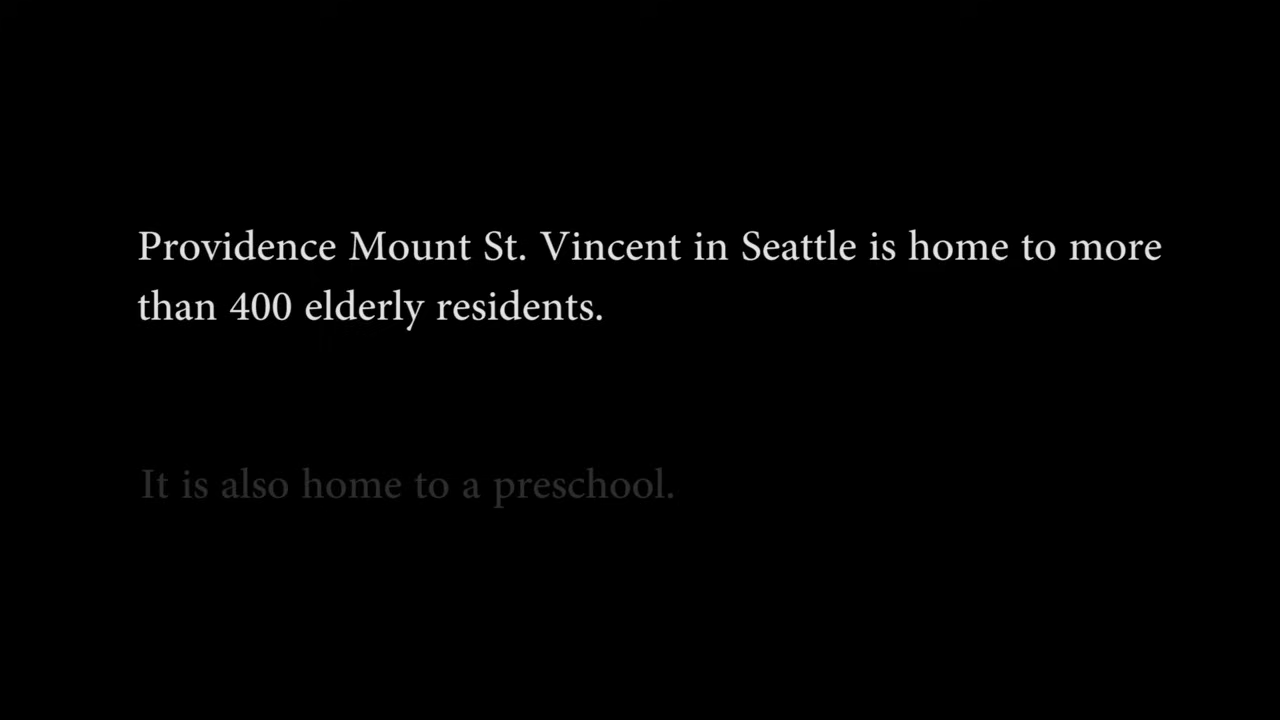 Providence Mount St. Vincent in Seattle is home to more
than 400 elderly residents.
It is also home to a preschool.